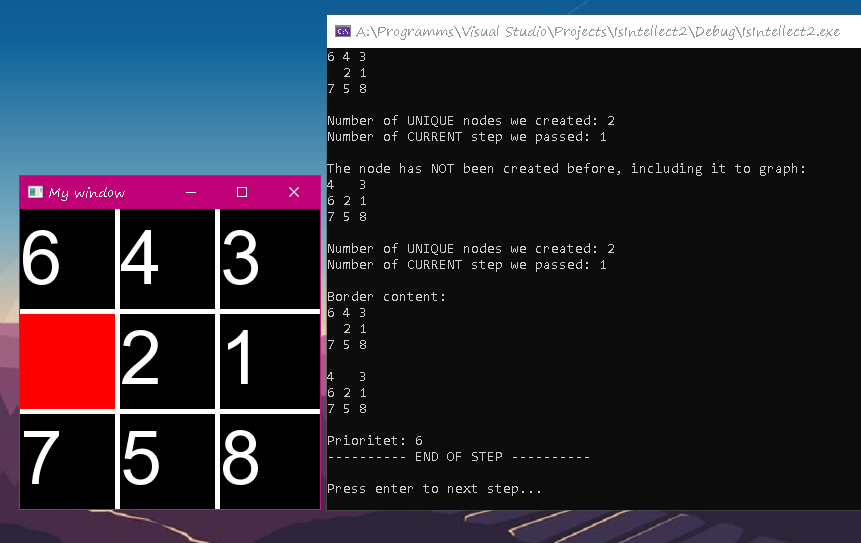 A:\Programms\Visual Studio\Projects\IsIntellect2\Debug\IsIntellect2.exe
6 4 3
2 1
7 5 8
Number of UNIQUE nodes we created: 2
Number of CURRENT step we passed: 1
The node has NOT been created before, including it to graph:
4   3
6 2 1
7 5 8
Number of UNIQUE nodes we created: 2
Number of CURRENT step we passed: 1
Border content:
6 4 3
2 1
7 5 8
4   3
6 2 1
7 5 8
Prioritet: 6
---------- END OF STEP ----------
Press enter to next step...
My window
6 4 3
2 1
7 5 8